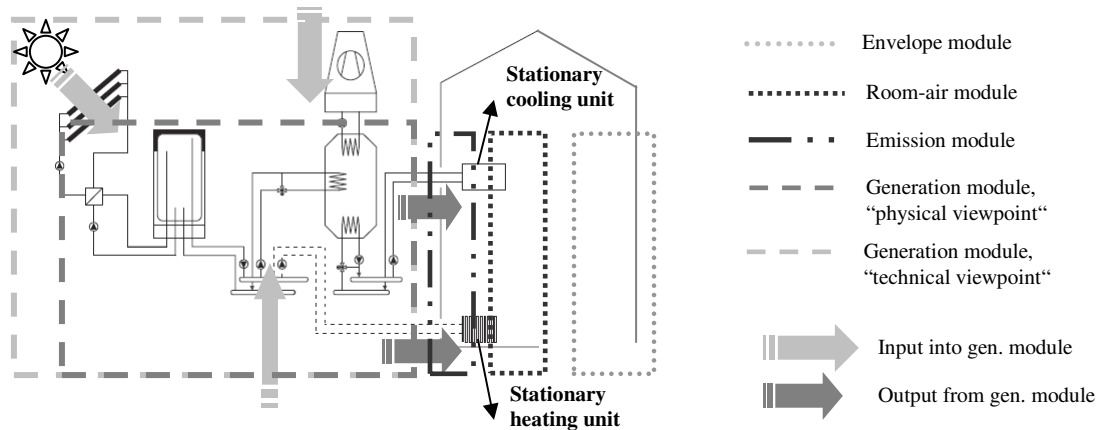 Stationary
cooling unit
Stationary
heating unit
Envelope module
Room-air module
Emission module
Generation module,
“physical viewpoint“
Generation module,
“technical viewpoint“
Input into gen. module
Output from gen. module